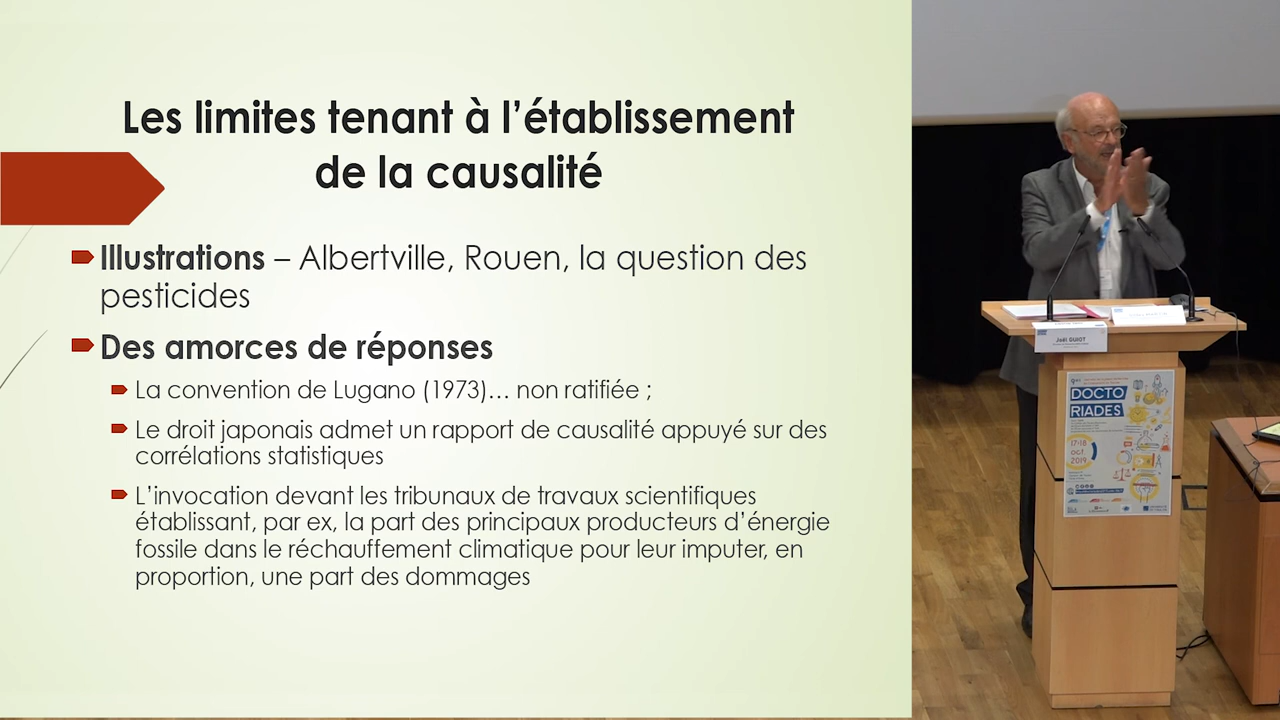 Les limites tenant à l’établissement
de la causalité
Illustrations – Albertville, Rouen, la question des
pesticides
Des amorces de réponses
La convention de Lugano (1973)… non ratifiée ;
Le droit japonais admet un rapport de causalité appuyé sur des
corrélations statistiques
L’invocation devant les tribunaux de travaux scientifiques
établissant, par ex, la part des principaux producteurs d’énergie
fossile dans le réchauffement climatique pour leur imputer, en
proportion, une part des dommages
Joël GUIOT
DOCTO
RIADES
17>18
oct
2019